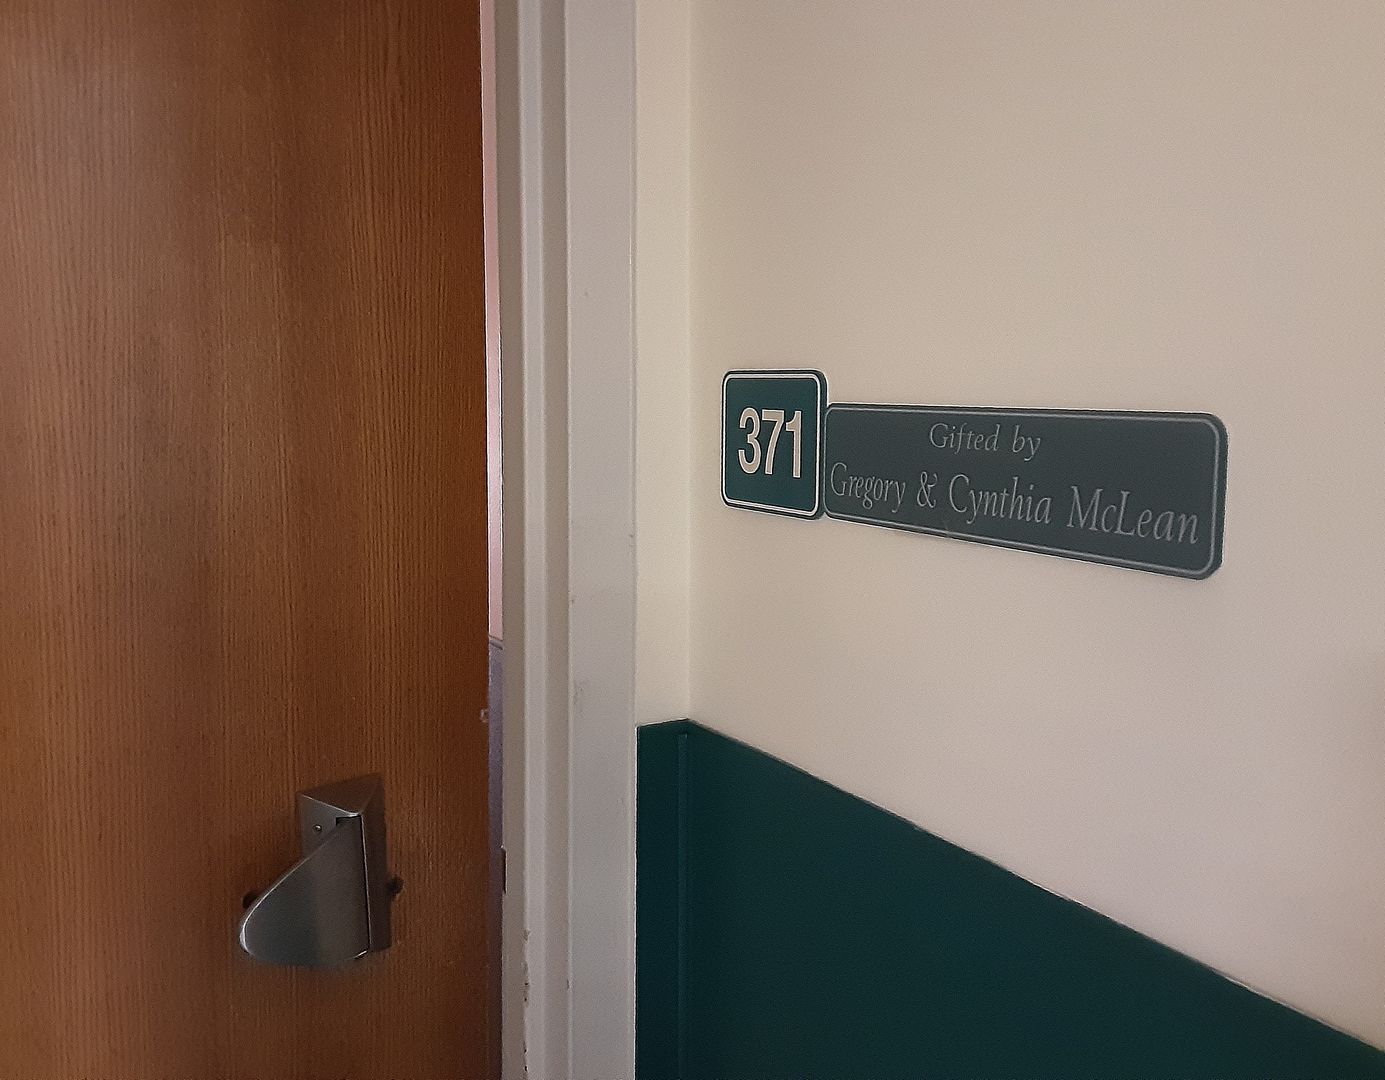 371
Gifted by
Gregory & Cynthia McLean